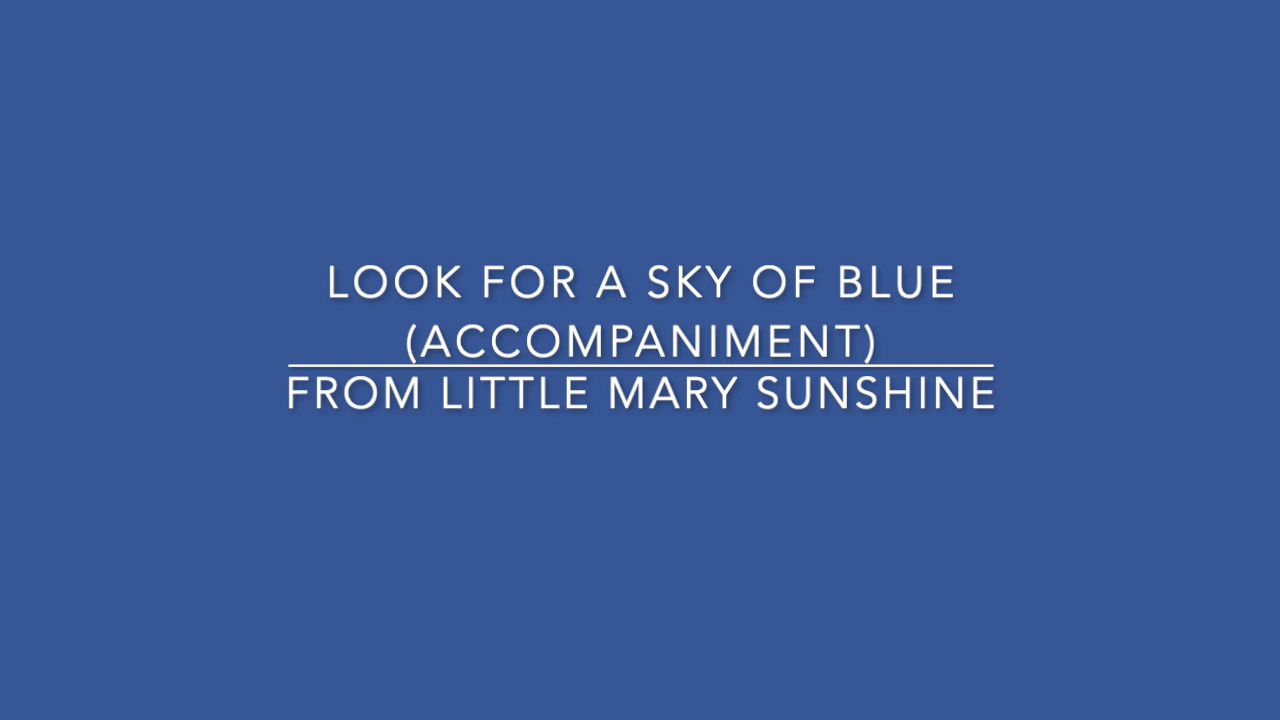 LOOK FOR A SKY OF BLUE
(ACCOMPANIMENT)
FROM LITTLE MARY SUNSHINE